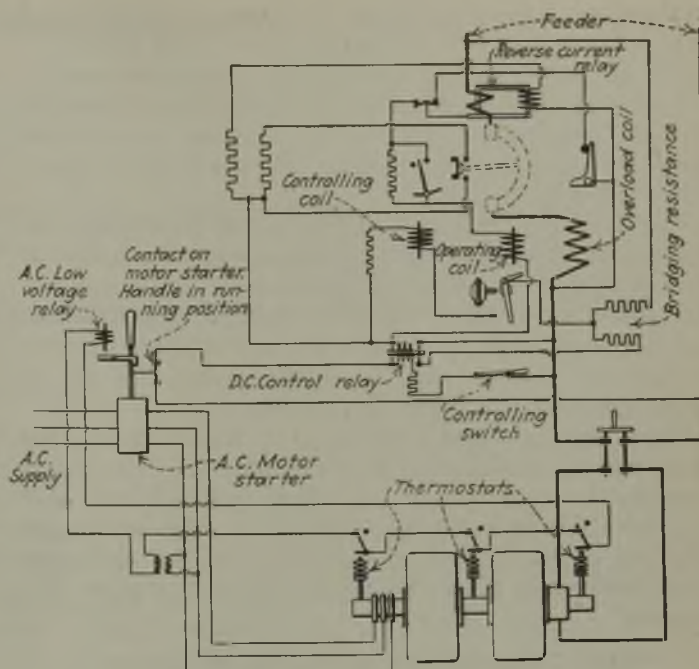 Feeder
Reverse current
relay
Controlling
coil
Overload coil
Operating
coil
Bridging resistance
A.C. Low
voltage
relay
Contact on
motor starter.
Handle in run-
ning position
D.C. Control relay
Controlling
switch
A.C.
Supply
A.C. Motor
starter
Thermostats